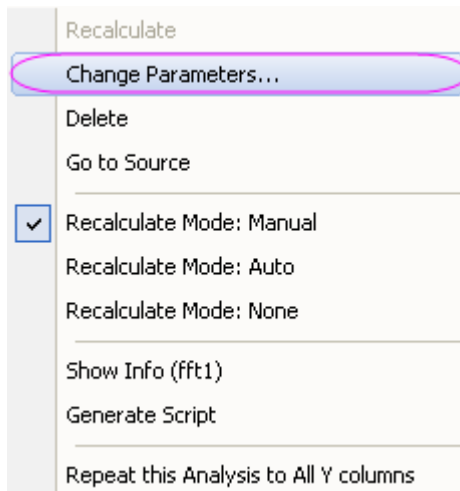 Recalculate
Change Parameters...
Delete
Go to Source
Recalculate Mode: Manual
Recalculate Mode: Auto
Recalculate Mode: None
Show Info (fft1)
Generate Script
Repeat this Analysis to All Y columns